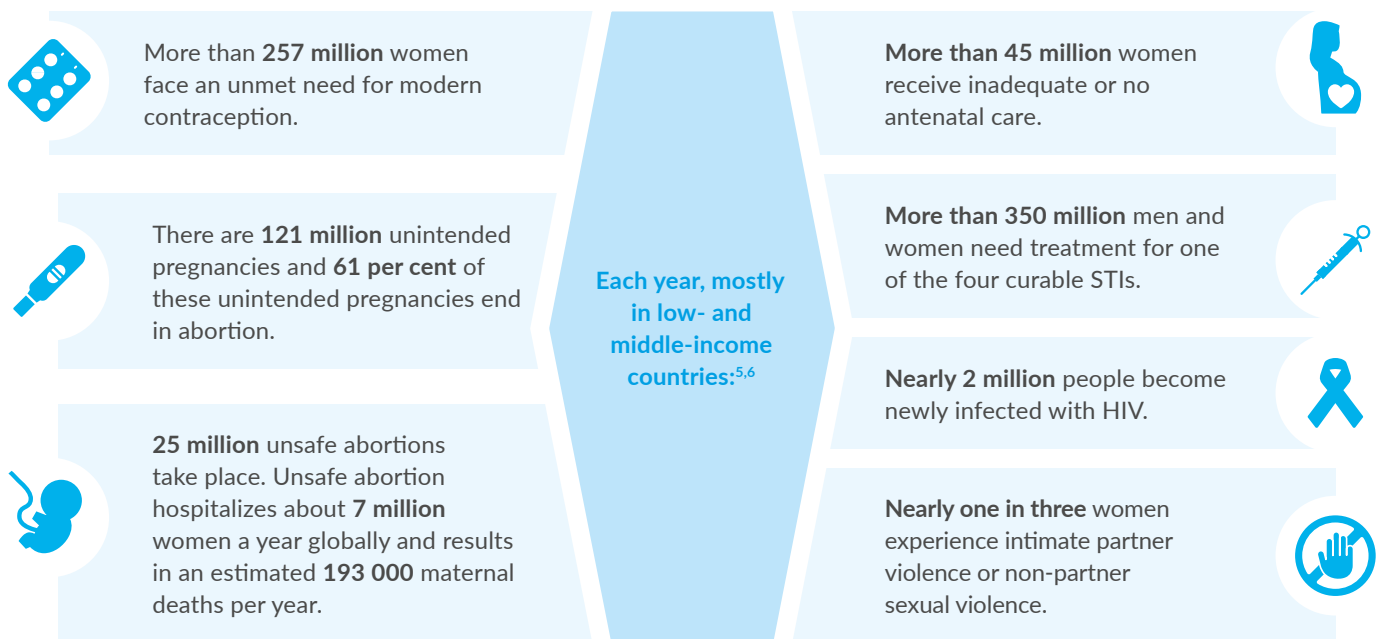 More than 257 million women
face an unmet need for modern
contraception.
There are 121 million unintended
pregnancies and 61 per cent of
these unintended pregnancies end
in abortion.
25 million unsafe abortions
take place. Unsafe abortion
hospitalizes about 7 million
women a year globally and results
in an estimated 193 000 maternal
deaths per year.
Each year, mostly
in low- and
middle-income
countries:5,6
More than 45 million women
receive inadequate or no
antenatal care.
More than 350 million men and
women need treatment for one
of the four curable STIs.
Nearly 2 million people become
newly infected with HIV.
Nearly one in three women
experience intimate partner
violence or non-partner
sexual violence.